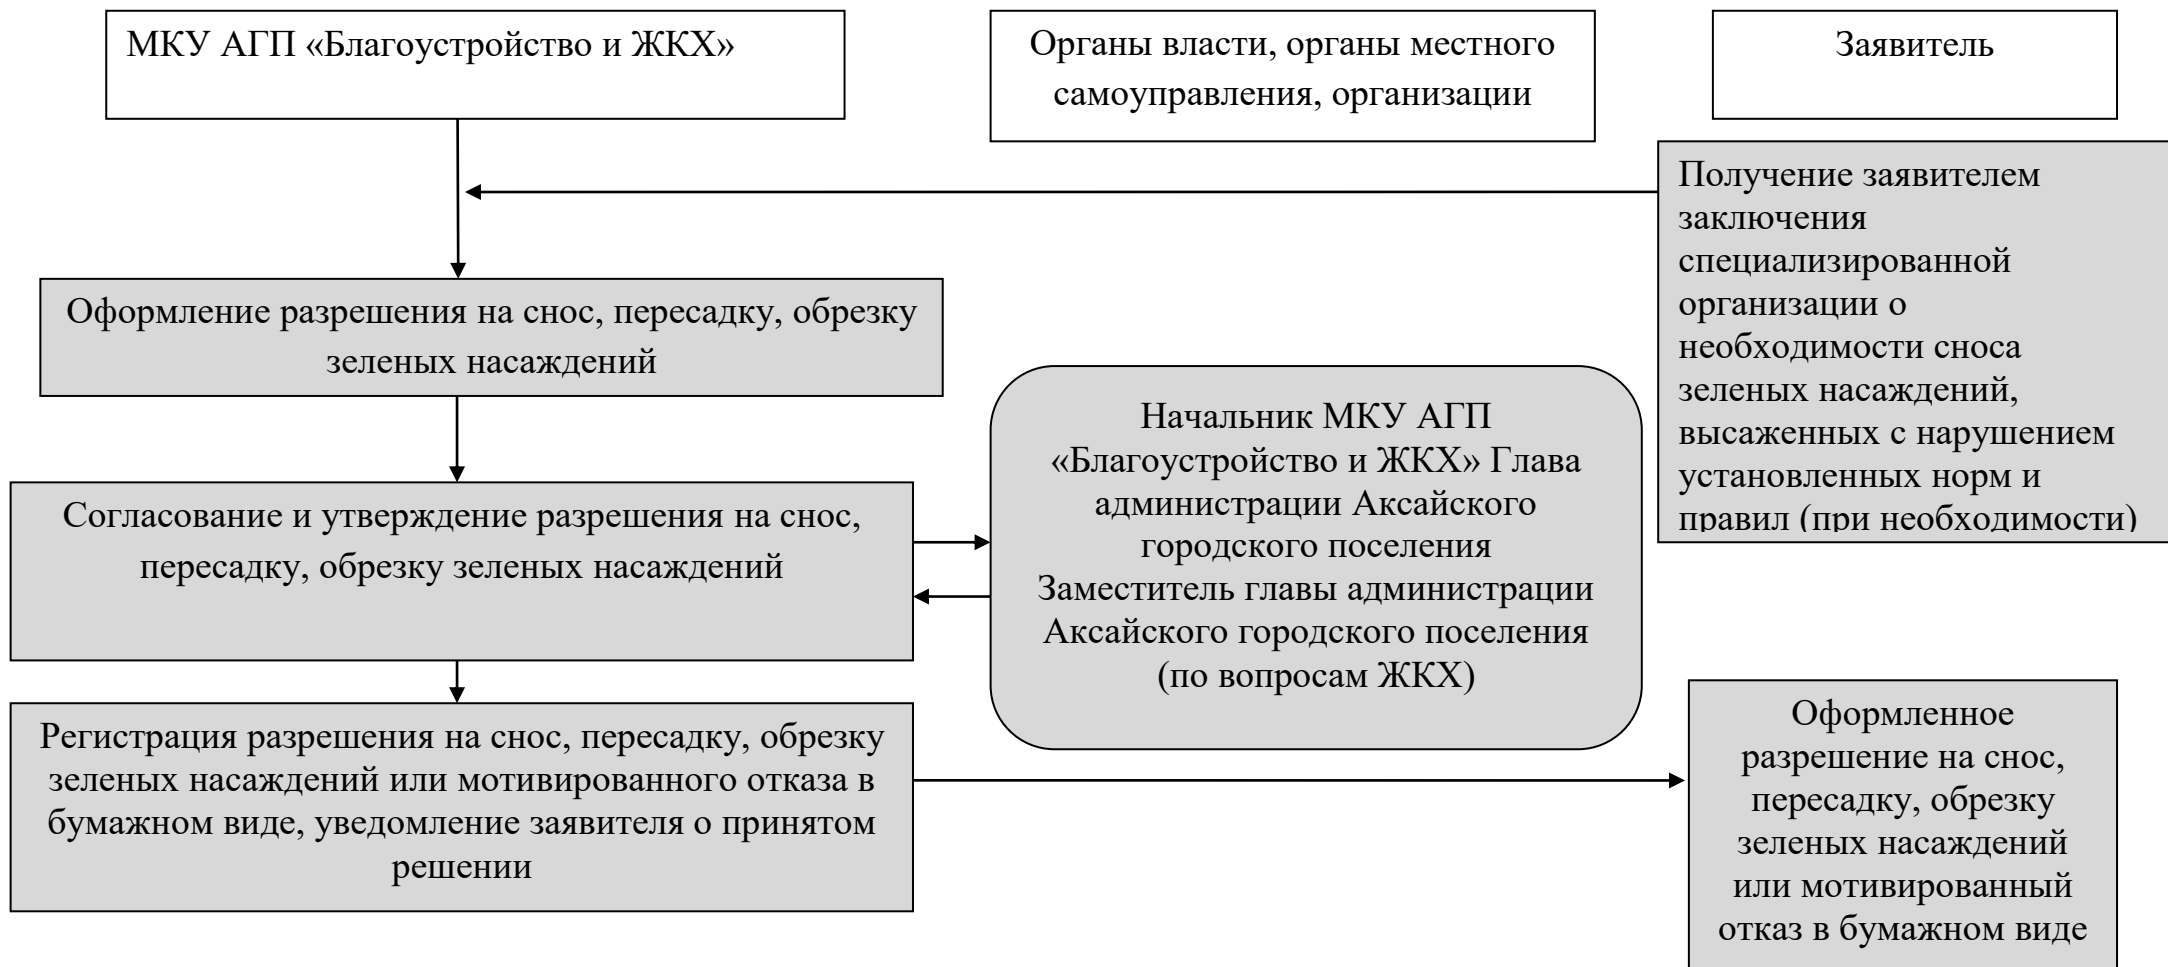 МКУ АГП «Благоустройство и ЖКХ»
Органы власти, органы местного
самоуправления, организации
Заявитель
Получение заявителем
заключения
специализированной
организации о
необходимости сноса
зеленых насаждений,
высаженных с нарушением
установленных норм и
правил (при необходимости)
Оформление разрешения на снос, пересадку, обрезку
зеленых насаждений
Начальник МКУ АГП
«Благоустройство и ЖКХ» Глава
администрации Аксайского
городского поселения
Заместитель главы администрации
Аксайского городского поселения
(по вопросам ЖКХ)
Согласование и утверждение разрешения на снос,
пересадку, обрезку зеленых насаждений
Регистрация разрешения на снос, пересадку, обрезку
зеленых насаждений или мотивированного отказа в
бумажном виде, уведомление заявителя о принятом
решении
Оформленное
разрешение на снос,
пересадку, обрезку
зеленых насаждений
или мотивированный
отказ в бумажном виде